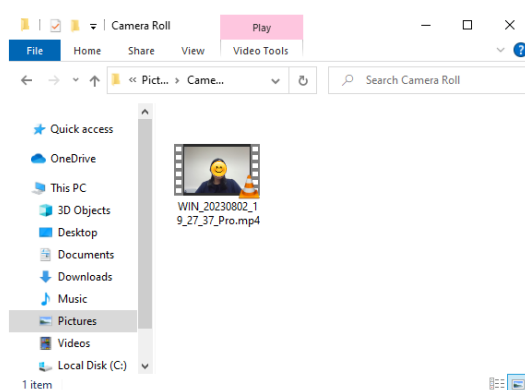 Camera Roll
Play
File
Home
Share
View
Video Tools
« Pict... › Came...
Search Camera Roll
Quick access
OneDrive
This PC
3D Objects
Desktop
Documents
Downloads
Music
Pictures
Videos
Local Disk (C:)
WIN_20230802_1
9_27_37_Pro.mp4
1 item